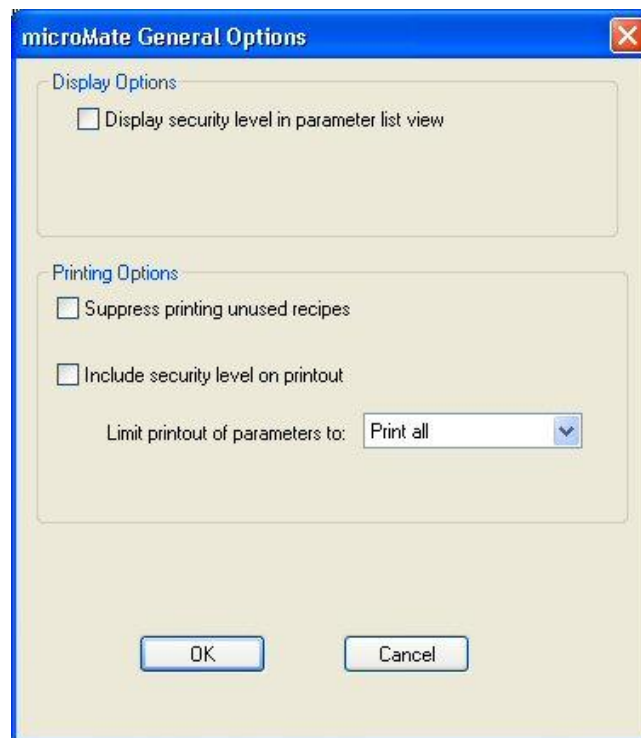 microMate General Options
Display Options
Display security level in parameter list view
Printing Options
Suppress printing unused recipes
Include security level on printout
Limit printout of parameters to: Print all
OK Cancel